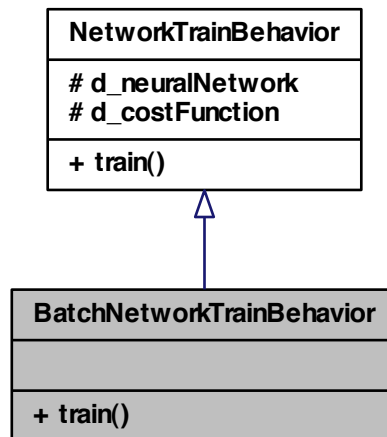 NetworkTrainBehavior
# d_neuralNetwork
# d_costFunction
+ train()
BatchNetworkTrainBehavior
+ train()